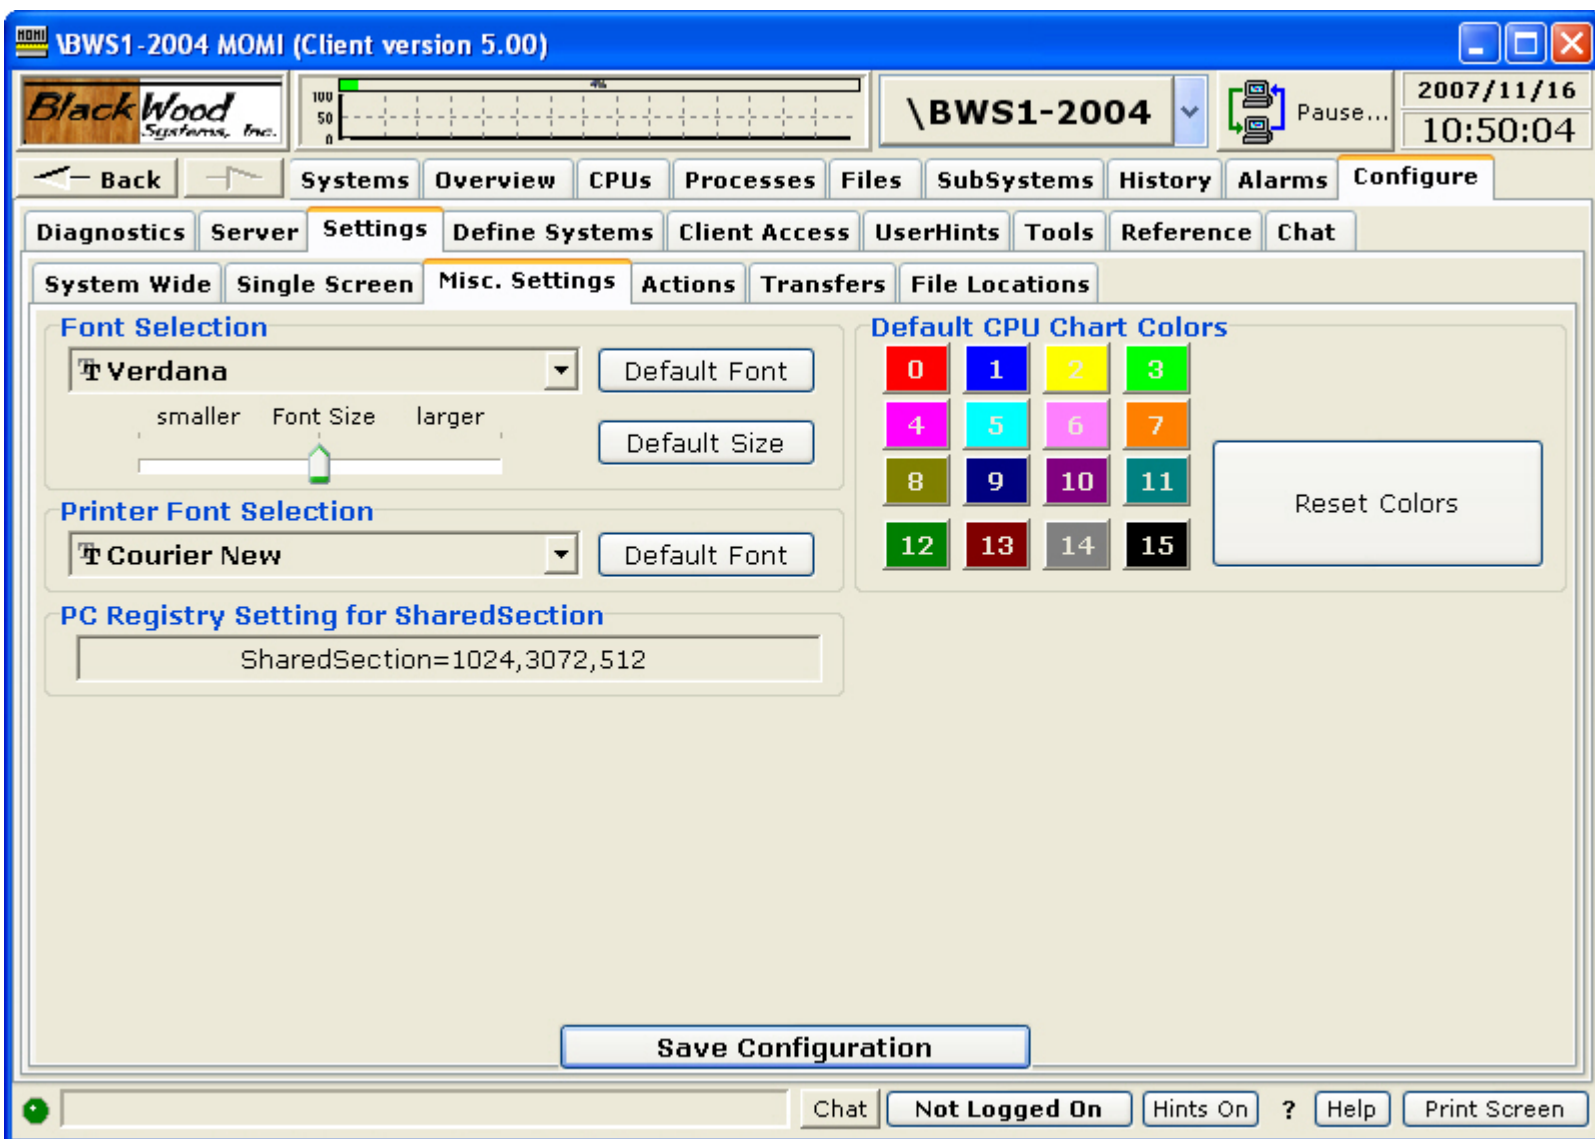 \BWS1-2004 MOMI (Client version 5.00)
BlackWood
Systems, Inc.
100
50
0
4%
\BWS1-2004
Pause...
2007/11/16
10:50:04
Back
Systems Overview CPUs Processes Files SubSystems History Alarms Configure
Diagnostics Server Settings Define Systems Client Access UserHints Tools Reference Chat
System Wide Single Screen Misc. Settings Actions Transfers File Locations
Font Selection
Verdana
Default Font
smaller Font Size larger
Default Size
Printer Font Selection
Courier New
Default Font
PC Registry Setting for SharedSection
SharedSection=1024,3072,512
Default CPU Chart Colors
0 1 2 3
4 5 6 7
8 9 10 11
12 13 14 15
Reset Colors
Save Configuration
Chat Not Logged On Hints On ? Help Print Screen